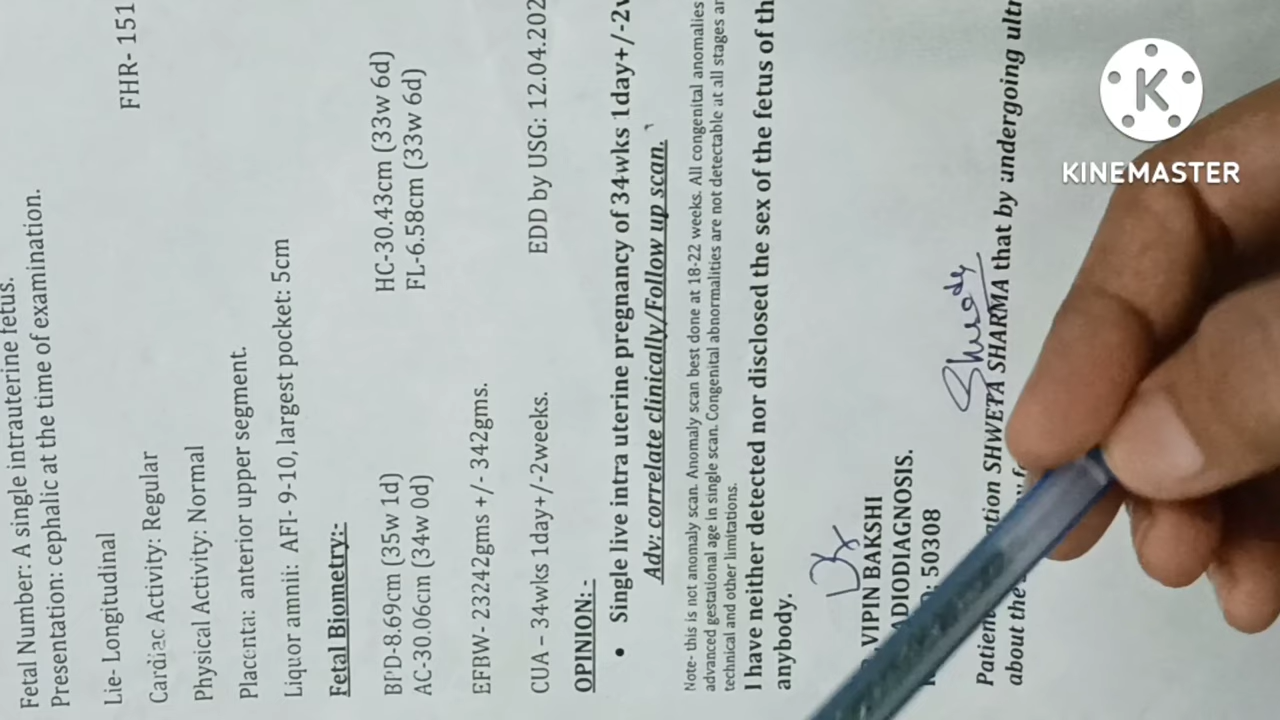 Fetal Number: A single intrauterine fetus.
Presentation: cephalic at the time of examination.
Lie- Longitudinal
Cardiac Activity: Regular FHR- 151
Physical Activity: Normal
Placenta: anterior upper segment.
Liquor amnii: AFI- 9-10, largest pocket: 5cm
Fetal Biometry:-
BPD-8.69cm (35w 1d) HC-30.43cm (33w 6d)
AC-30.06cm (34w 0d) FL-6.58cm (33w 6d)
EFBW- 23242gms +/- 342gms.
CUA – 34wks 1day+/-2weeks. EDD by USG: 12.04.202
OPINION:-
• Single live intra uterine pregnancy of 34wks 1day+/-2w
Adv: correlate clinically/Follow up scan.
Note- this is not anomaly scan. Anomaly scan best done at 18-22 weeks. All congenital anomalies
advanced gestational age in single scan. Congenital abnormalities are not detectable at all stages
technical and other limitations.
I have neither detected nor disclosed the sex of the fetus of
anybody.
VIPIN BAKSHI
ADIODIAGNOSIS.
50308
SHWETA SHARMA that by undergoing
about the
K
KINEMASTER